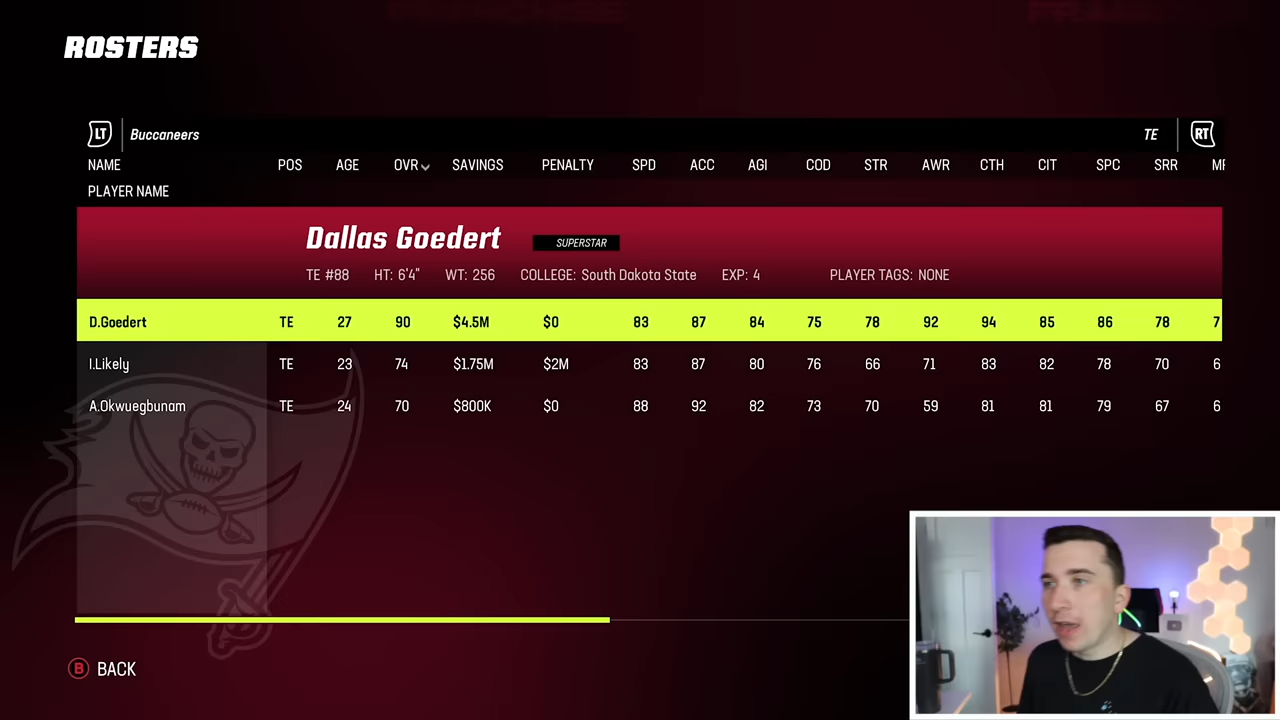 ROSTERS
LT Buccaneers TE RT
NAME POS AGE OVR SAVINGS PENALTY SPD ACC AGI COD STR AWR CTH CIT SPC SRR
PLAYER NAME
Dallas Goedert SUPERSTAR
TE #88 HT: 6'4" WT: 256 COLLEGE: South Dakota State EXP: 4 PLAYER TAGS: NONE
D.Goedert TE 27 90 $4.5M $0 83 87 84 75 78 92 94 85 86 78 7
I.Likely TE 23 74 $1.75M $2M 83 87 80 76 66 71 83 82 78 70 6
A.Okwuegbunam TE 24 70 $800K $0 88 92 82 73 70 59 81 81 79 67 6
B BACK